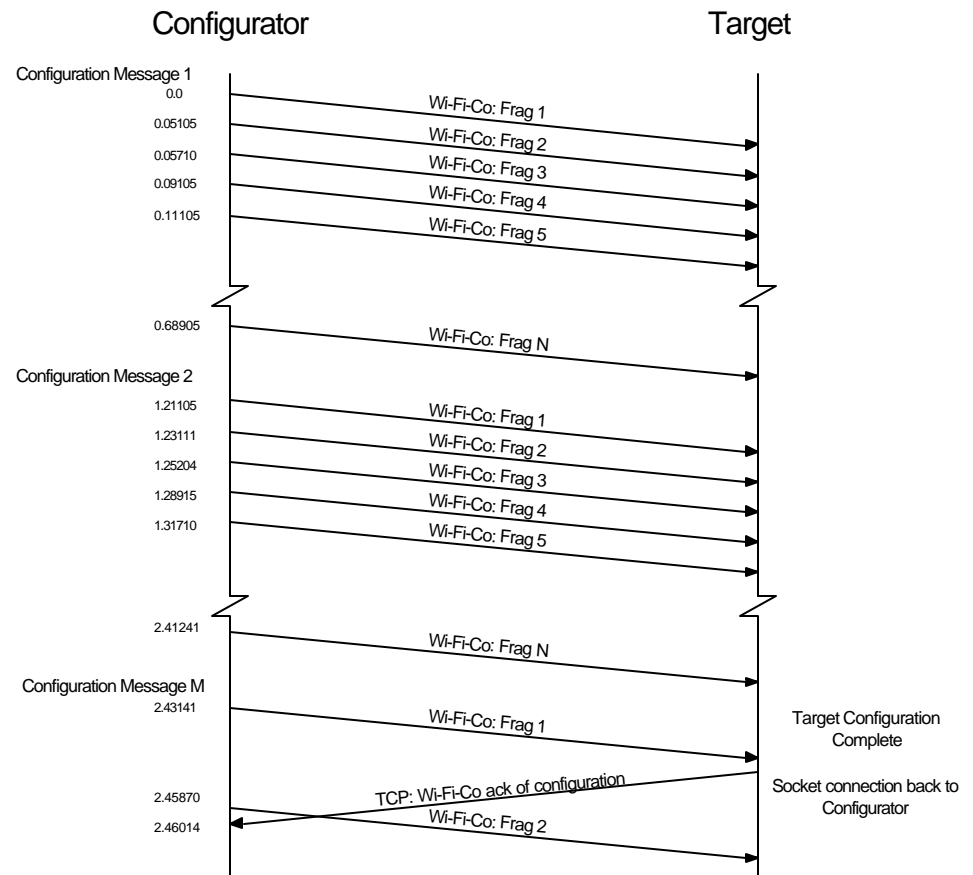 Configurator
Target
Configuration Message 1
0.0
Wi-Fi-Co: Frag 1
0.05105
Wi-Fi-Co: Frag 2
0.05710
Wi-Fi-Co: Frag 3
0.09105
Wi-Fi-Co: Frag 4
0.11105
Wi-Fi-Co: Frag 5
0.68905
Wi-Fi-Co: Frag N
Configuration Message 2
1.21105
Wi-Fi-Co: Frag 1
1.23111
Wi-Fi-Co: Frag 2
1.25204
Wi-Fi-Co: Frag 3
1.28915
Wi-Fi-Co: Frag 4
1.31710
Wi-Fi-Co: Frag 5
2.41241
Wi-Fi-Co: Frag N
Configuration Message M
2.43141
Wi-Fi-Co: Frag 1
Target Configuration
Complete
TCP: Wi-Fi-Co ack of configuration
Socket connection back to
Configurator
2.45870
Wi-Fi-Co: Frag 2
2.46014